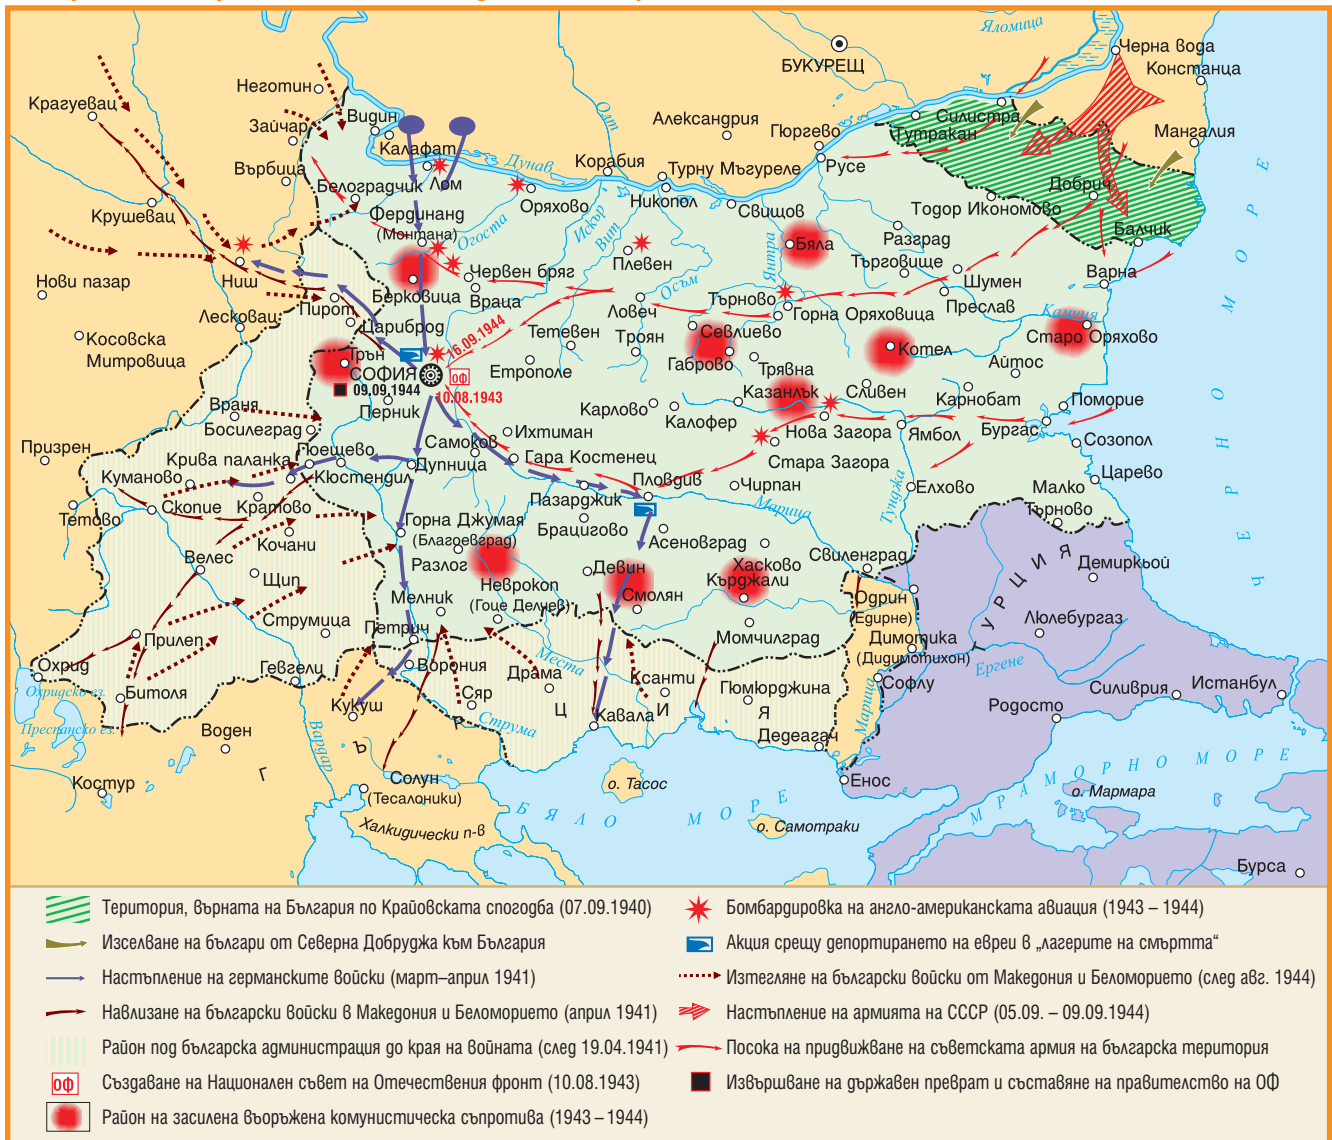 Яломица
Черна вода
БУКУРЕЩ
Констанца
Неготин
Крагуевац
Видин
Олт
Александрия
Силистра
Зайчар
Гюргево
Тутракан
Мангалия
Калафат
Дунав
Корабия
Върбица
Турну Мъгуреле
Русе
Белоградчик
Лом
Добрич
Никопол
Крушевац
Фердинанд
(Монтана)
Оряхово
Свищов
Тодор Икономово
Огоста
Искър
Вит
Янтра
Бяла
Разград
Балчик
Плевен
Търговище
Нови пазар
Ниш
Червен бряг
Шумен
Варна
Берковица
Враца
Осъм
Търново
Преслав
Пирот
Ловеч
Горна Оряховица
Камчия
Лесковац
Цариброд
Тетевен
Троян
Севлиево
Старо Оряхово
Косовска
Митровица
16.09.1944
Котел
Трън
СОФИЯ
Етрополе
Габрово
Трявна
Айтос
09.09.1944
ОФ
10.08.1943
Казанлък
Сливен
Враня
Перник
Карлово
Карнобат
Поморие
Босилеград
Калофер
Призрен
Гюешево
Самоков
Ихтиман
Нова Загора
Ямбол
Бургас
Созопол
Крива паланка
Гара Костенец
Куманово
Кюстендил
Дупница
Стара Загора
Пловдив
Царево
Чирпан
Тунджа
Елхово
Малко
Търново
Скопие
Кратово
Пазарджик
Марица
Тетово
Горна Джумая
(Благоевград)
Брацигово
Кочани
Асеновград
Велес
Разлог
Свиленград
ТУРЦИЯ
Девин
Хасково
Кърджали
Демиркьой
Щип
Неврокоп
(Гоце Делчев)
Смолян
Мелник
Одрин
(Едирне)
Струмица
Люлебургаз
Прилеп
Петрич
Момчилград
Димотика
(Дидимотихон)
Охрид
Гевгели
Ворония
Места
Ергене
Драма
Ксанти
Охридско ез.
Битоля
Сяр
Гюмюрджина
Софлу
Силиврия
Истанбул
Кукуш
Преспанско ез.
Воден
Вардар
Струма
Кавала
Марица
Родосто
Дедеагач
ГЪРЦИЯ
Костур
Солун
(Тесалоники)
о. Тасос
Енос
МРАМОРНО МОРЕ
о. Мармара
Халкидически п-в
БЯЛО МОРЕ
о. Самотраки
ЧЕРНО МОРЕ
Бурса
Територия, върната на България по Крайовската спогодба (07.09.1940)
Изселване на българи от Северна Добруджа към България
Настъпление на германските войски (март–април 1941)
Навлизане на български войски в Македония и Беломорието (април 1941)
Район под българска администрация до края на войната (след 19.04.1941)
ОФ Създаване на Национален съвет на Отечествения фронт (10.08.1943)
Район на засилена въоръжена комунистическа съпротива (1943 – 1944)
Бомбардировка на англо-американската авиация (1943 – 1944)
Акция срещу депортирането на евреи в „лагерите на смъртта“
Изтегляне на български войски от Македония и Беломорието (след авг. 1944)
Настъпление на армията на СССР (05.09. – 09.09.1944)
Посока на придвижване на съветската армия на българска територия
Извършване на държавен преврат и съставяне на правителство на ОФ